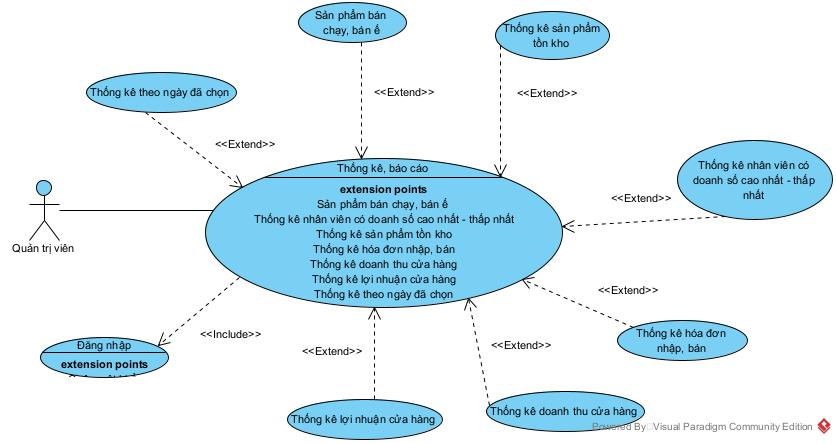 Sản phẩm bán
chạy, bán ế
Thống kê sản phẩm
tồn kho
Thống kê theo ngày đã chọn
<<Extend>>
<<Extend>>
<<Extend>>
Thống kê, báo cáo
extension points
Sản phẩm bán chạy, bán ế
Thống kê nhân viên có doanh số cao nhất - thấp nhất
Thống kê sản phẩm tồn kho
Thống kê hóa đơn nhập, bán
Thống kê doanh thu cửa hàng
Thống kê lợi nhuận cửa hàng
Thống kê theo ngày đã chọn
Thống kê nhân viên có
doanh số cao nhất - thấp
nhất
<<Extend>>
Quản trị viên
<<Extend>>
<<Include>>
Đăng nhập
extension points
<<Extend>>
<<Extend>>
Thống kê hóa đơn
nhập, bán
Thống kê lợi nhuận cửa hàng
Thống kê doanh thu cửa hàng
Powered By Visual Paradigm Community Edition